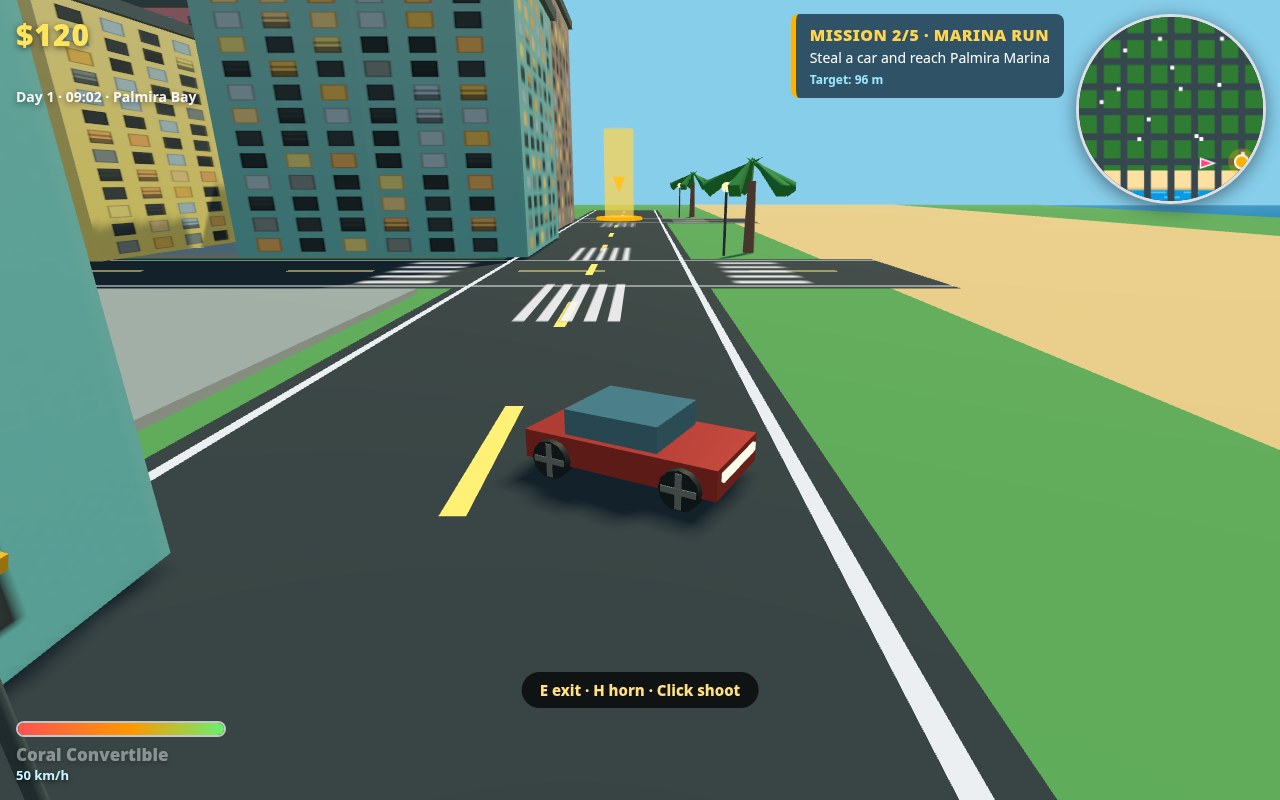 $120
Day 1 · 09:02 · Palmira Bay
MISSION 2/5 · MARINA RUN
Steal a car and reach Palmira Marina
Target: 96 m
E exit · H horn · Click shoot
Coral Convertible
50 km/h